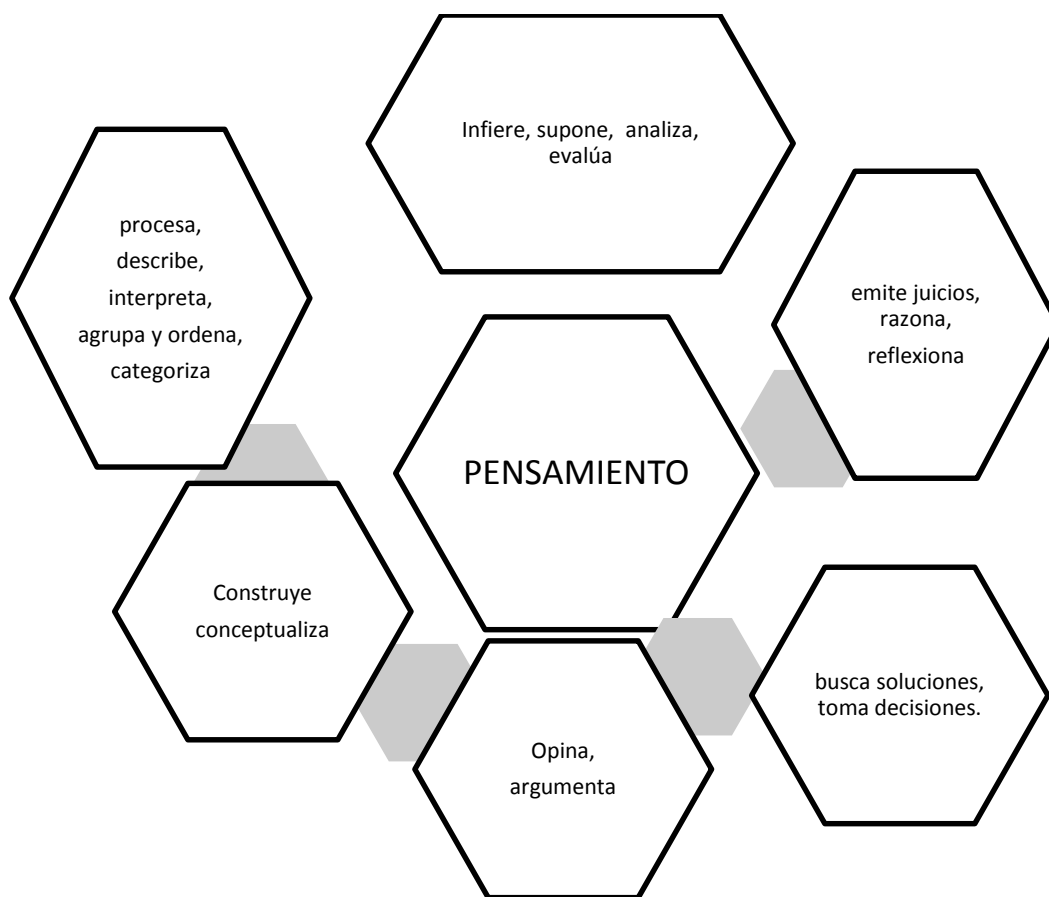 Infiere, supone, analiza,
evalúa
procesa,
describe,
interpreta,
agrupa y ordena,
categoriza
emite juicios,
razona,
reflexiona
PENSAMIENTO
Construye
conceptualiza
busca soluciones,
toma decisiones.
Opina,
argumenta